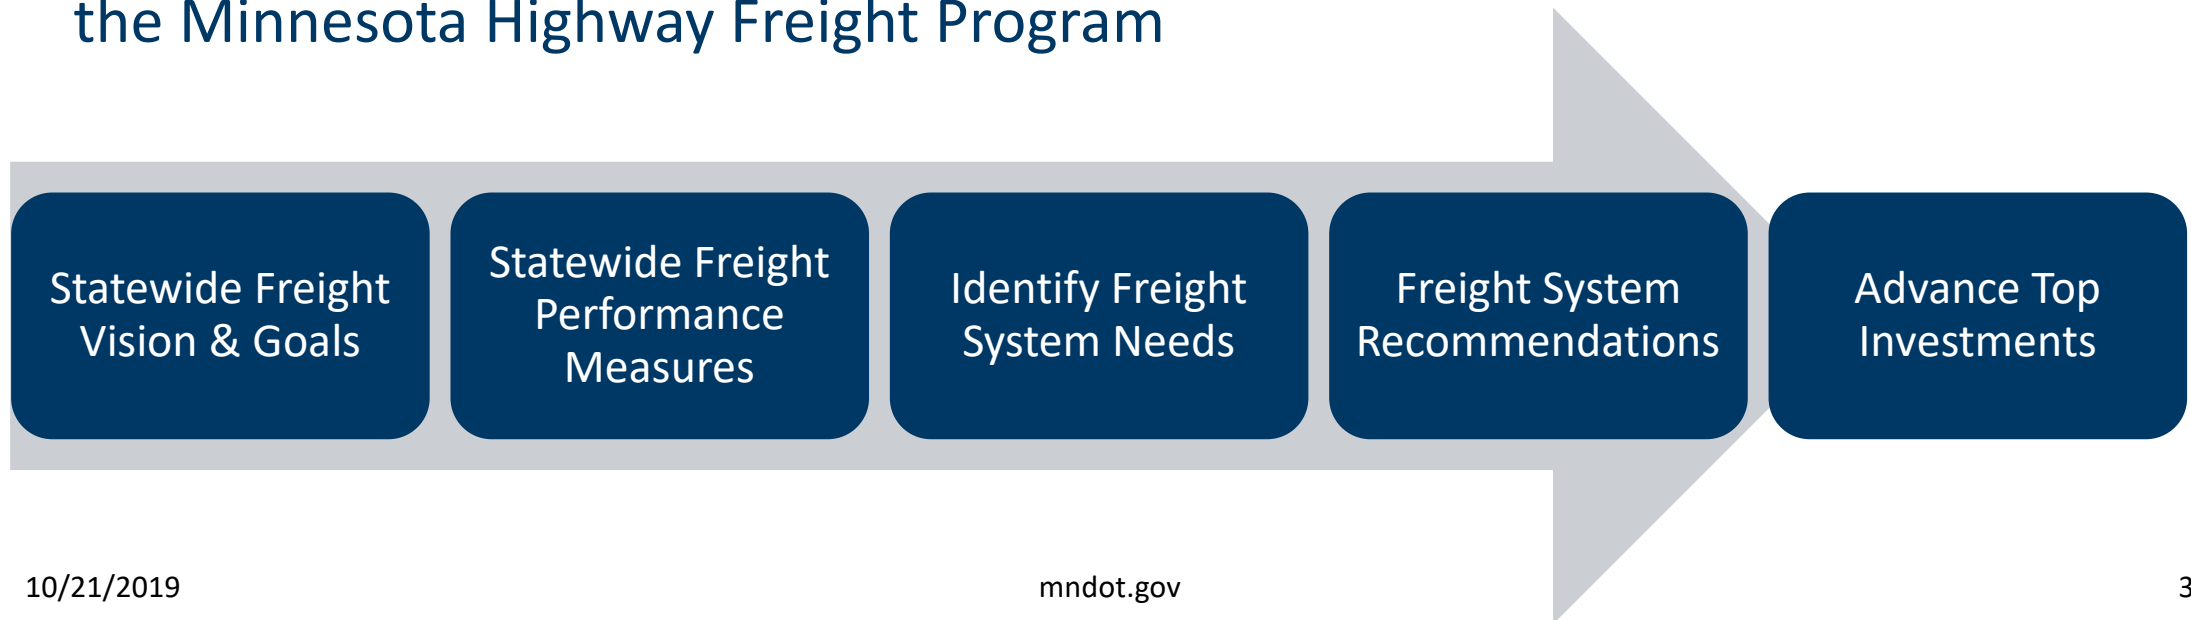 the Minnesota Highway Freight Program
Statewide Freight
Vision & Goals
Statewide Freight
Performance
Measures
Identify Freight
System Needs
Freight System
Recommendations
Advance Top
Investments
10/21/2019
mndot.gov
3